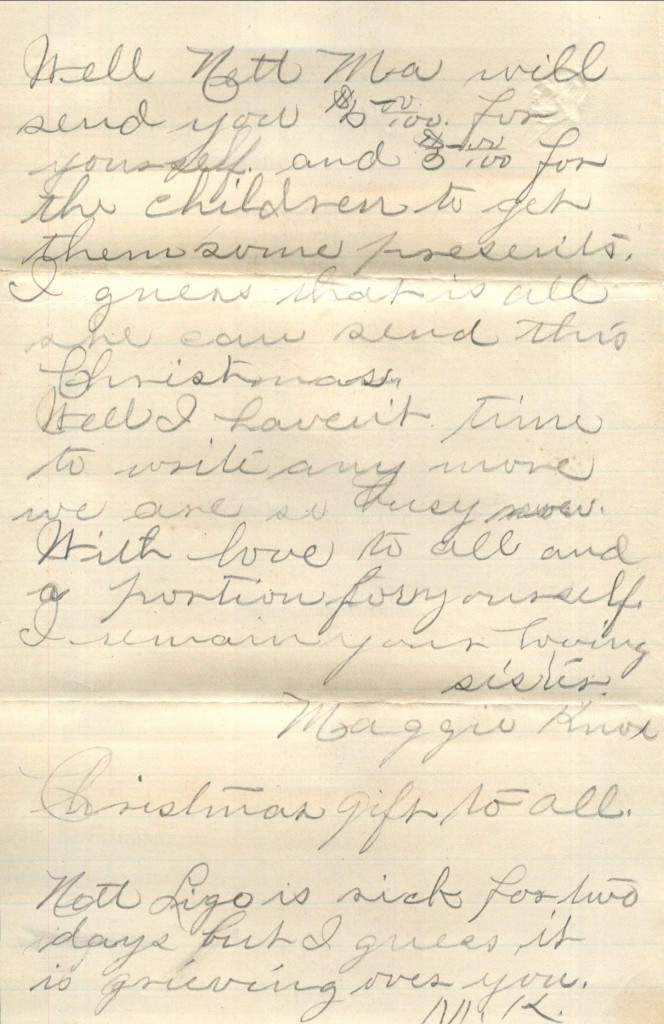 Well Nett Ma will
send you $5 00/100. for
yourself. and $3 00/100 for
the children to get
them some presents.
I guess that is all
she can send this
Christmas.
Well I haven't time
to write any more
we are so busy now.
With love to all and
a portion for yourself.
I remain your loving
sister.
Maggie Knox
Christmas gift to all.
Nett Ligo is sick for two
days but I guess it
is grieving over you.
M. K.